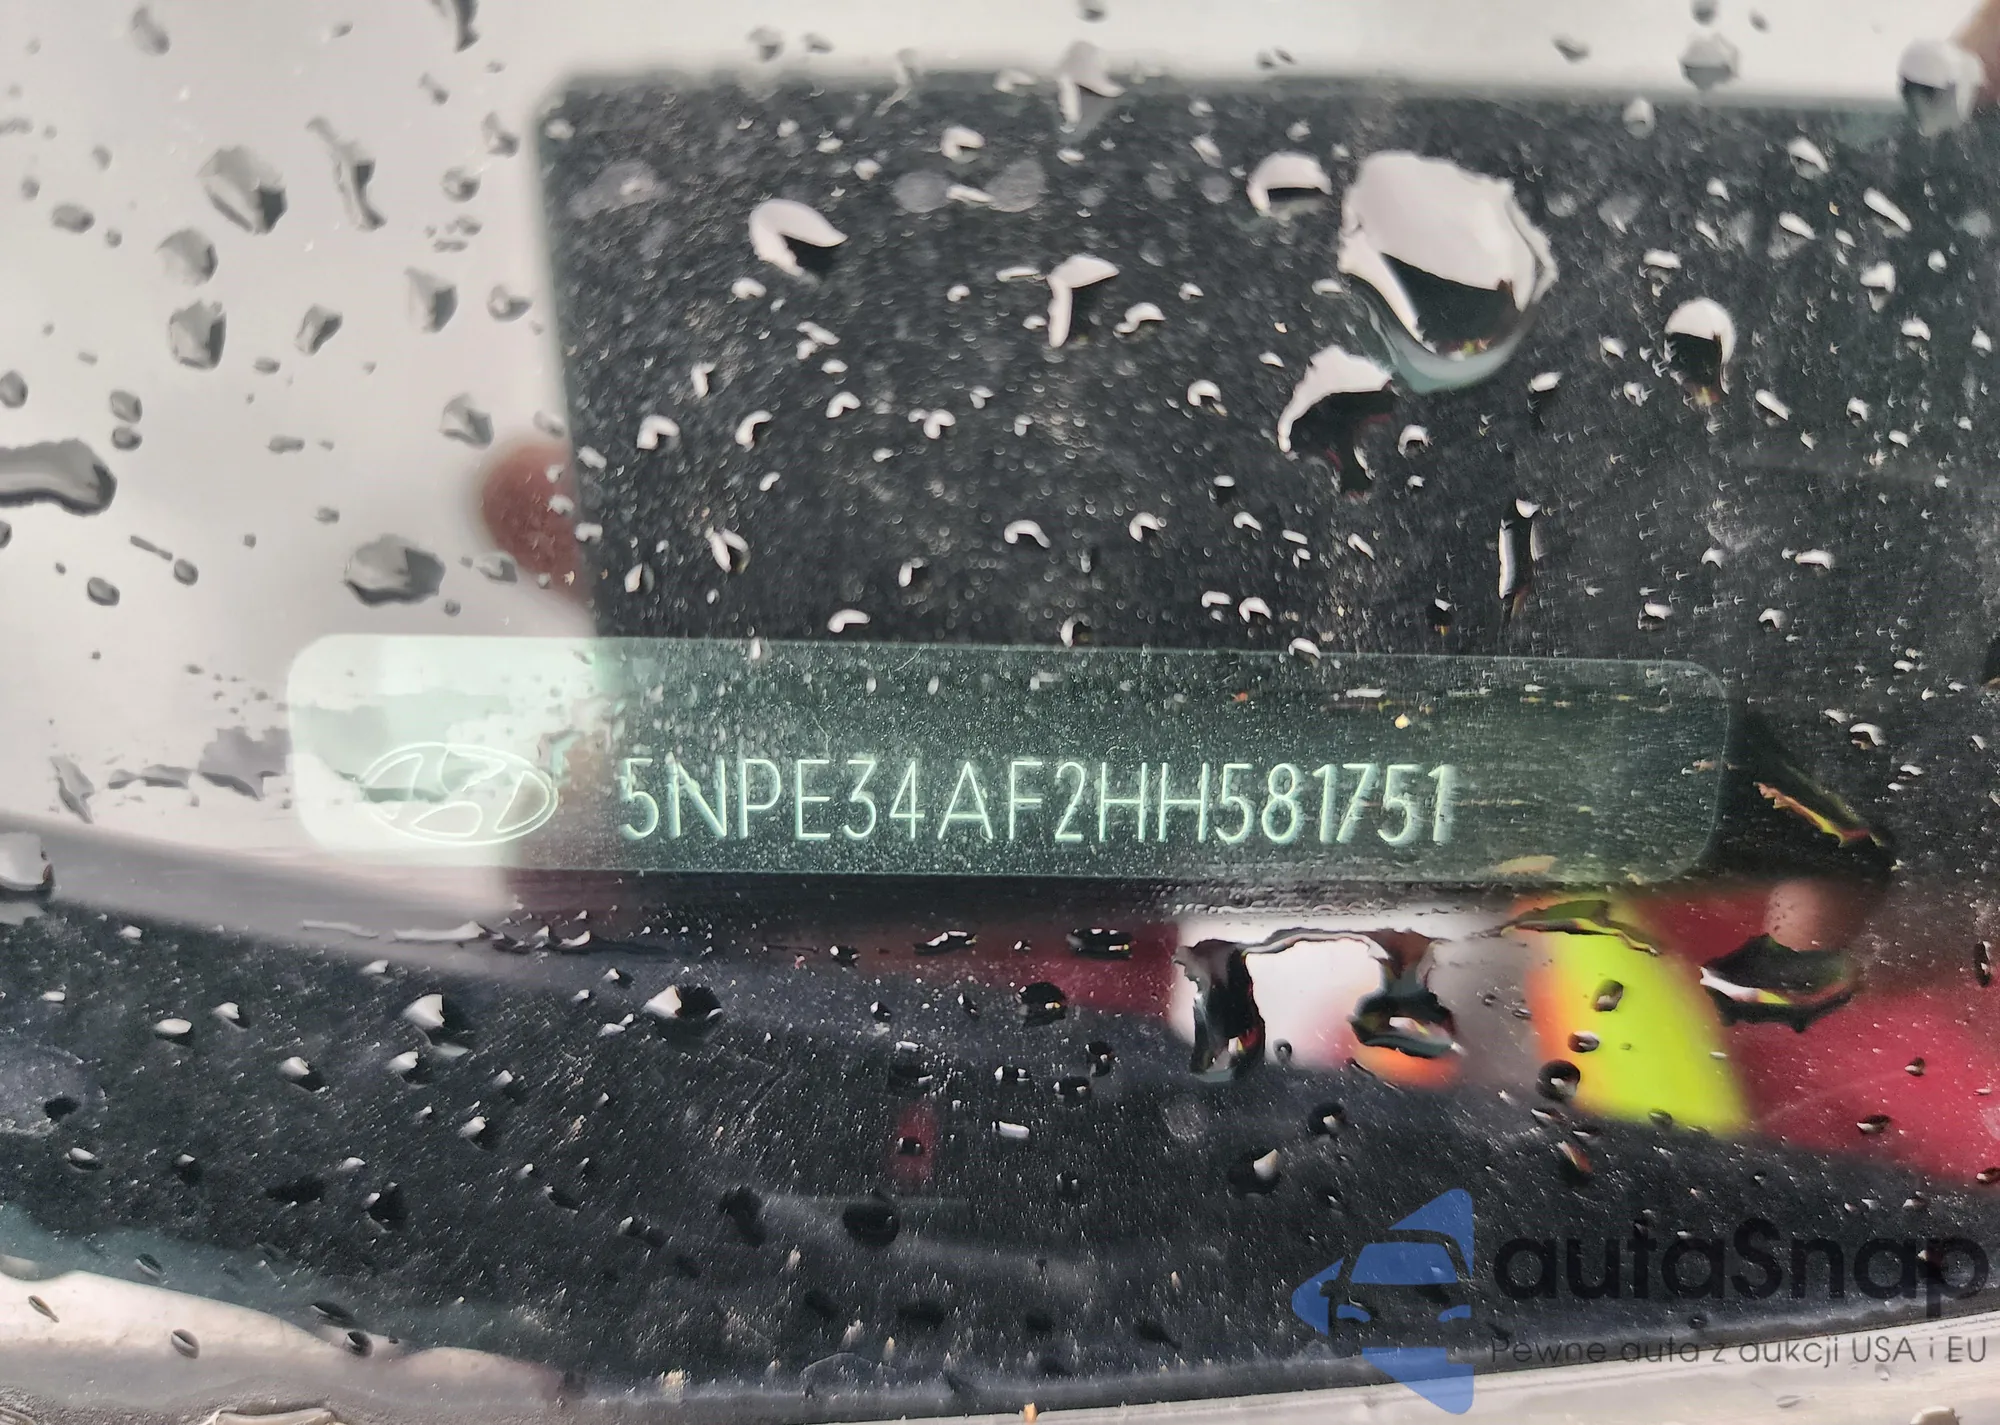 5NPE34AF2HH581751
autaSnap
Pewne auta z aukcji USA i EU